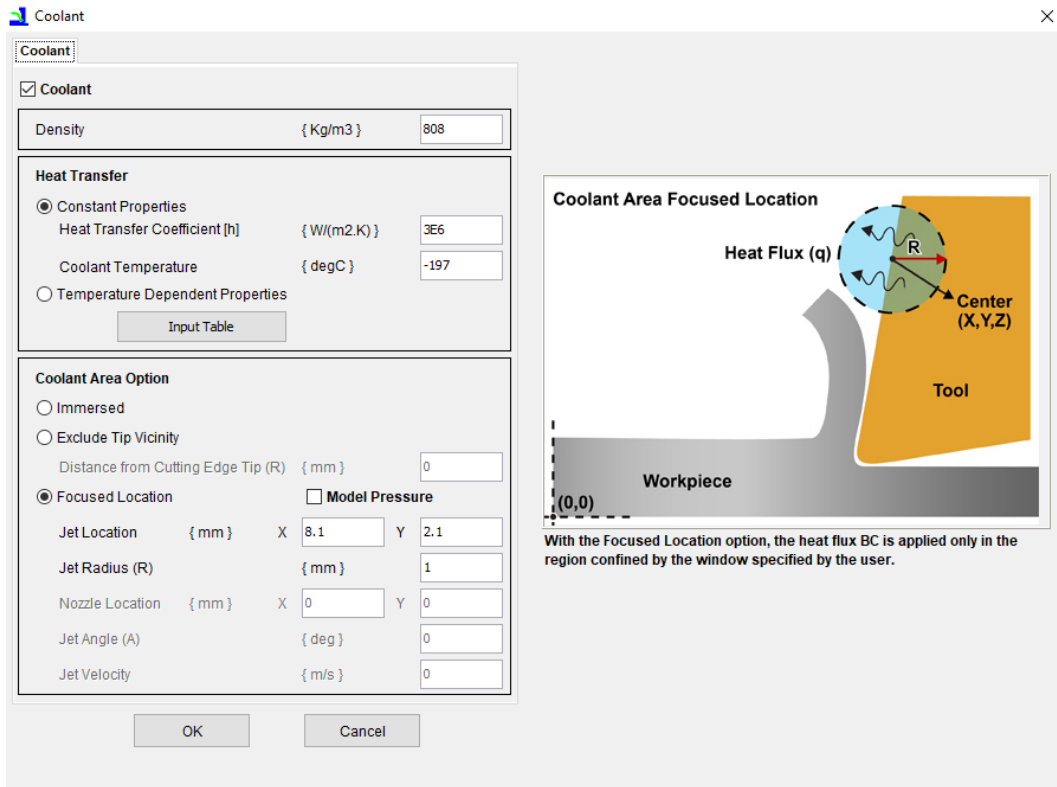 Coolant
Coolant
Coolant
Density { Kg/m3 } 808
Heat Transfer
Constant Properties
Heat Transfer Coefficient [h] { W/(m2.K) } 3E6
Coolant Temperature { degC } -197
Temperature Dependent Properties
Input Table
Coolant Area Option
Immersed
Exclude Tip Vicinity
Distance from Cutting Edge Tip (R) { mm } 0
Focused Location Model Pressure
Jet Location { mm } X 8.1 Y 2.1
Jet Radius (R) { mm } 1
Nozzle Location { mm } X 0 Y 0
Jet Angle (A) { deg } 0
Jet Velocity { m/s } 0
OK Cancel
Coolant Area Focused Location
Heat Flux (q)
R
Center
(X,Y,Z)
Tool
Workpiece
(0,0)
With the Focused Location option, the heat flux BC is applied only in the
region confined by the window specified by the user.